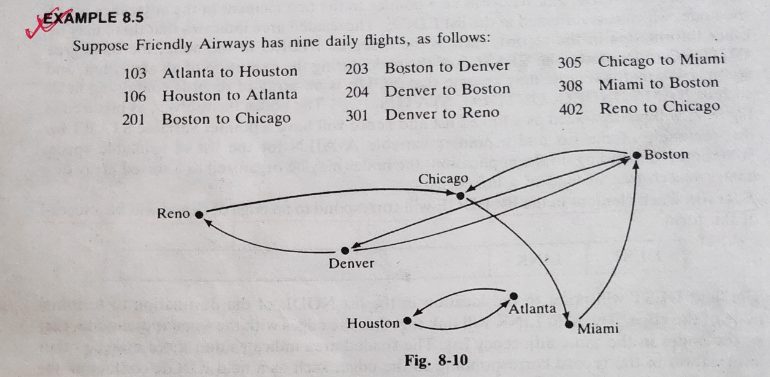 EXAMPLE 8.5
Suppose Friendly Airways has nine daily flights, as follows:
103 Atlanta to Houston 203 Boston to Denver 305 Chicago to Miami
106 Houston to Atlanta 204 Denver to Boston 308 Miami to Boston
201 Boston to Chicago 301 Denver to Reno 402 Reno to Chicago
Boston
Chicago
Reno
Denver
Atlanta
Houston
Miami
Fig. 8-10